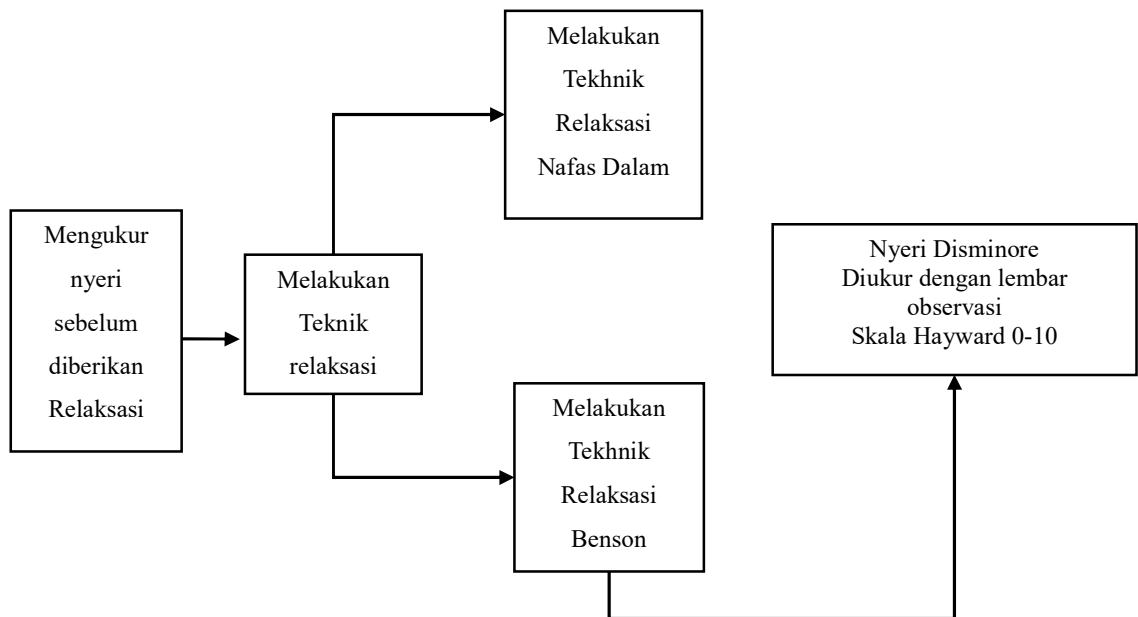 Mengukur
nyeri
sebelum
diberikan
Relaksasi
Melakukan
Teknik
relaksasi
Melakukan
Tekhnik
Relaksasi
Nafas Dalam
Melakukan
Tekhnik
Relaksasi
Benson
Nyeri Disminore
Diukur dengan lembar
observasi
Skala Hayward 0-10